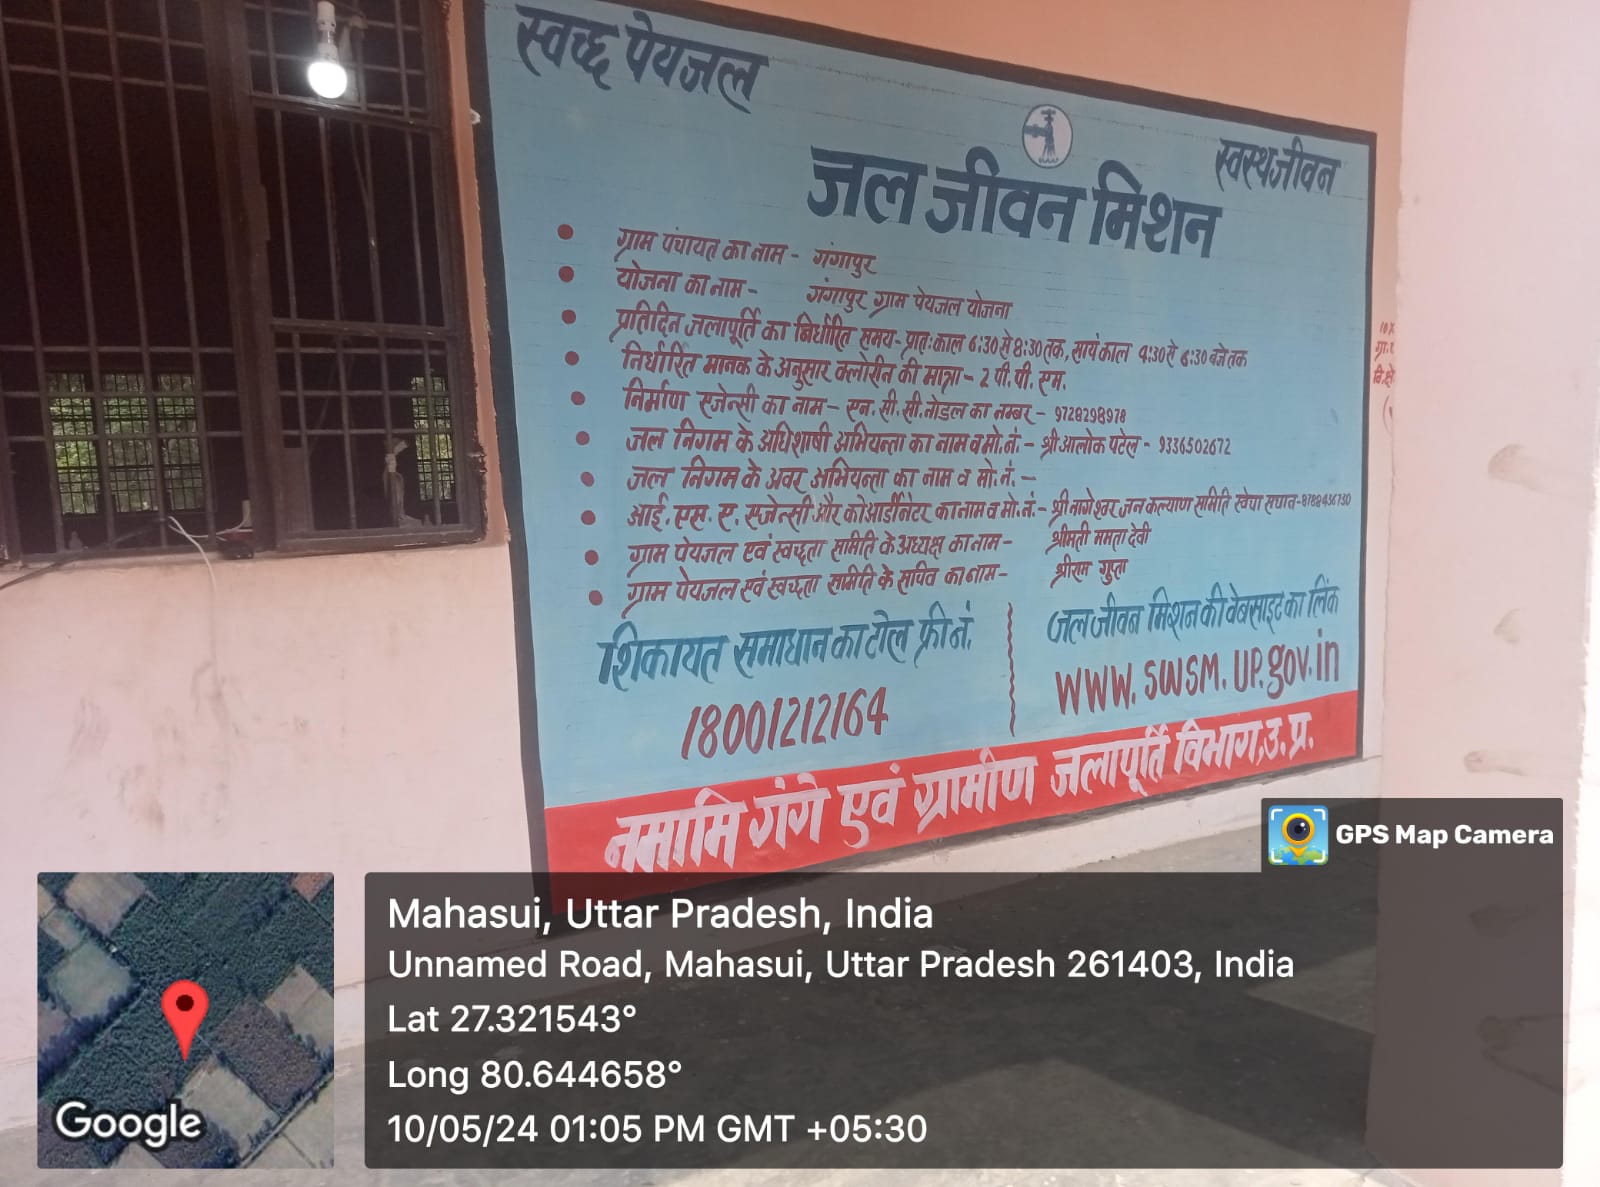 स्वच्छ पेयजल
स्वस्थ जीवन
जल जीवन मिशन
ग्राम पंचायत का नाम - गंगापुर
योजना का नाम - गंगापुर ग्राम पेयजल योजना
प्रतिदिन जलापूर्ति का निर्धारित समय - प्रातःकाल 6:30 से 8:30 तक, सायंकाल 4:30 से 6:30 बजे तक
निर्धारित मानक के अनुसार क्लोरीन की मात्रा - 2 पी.पी.एम.
निर्माण एजेन्सी का नाम - एन.सी.सी. नोडल का नम्बर - 9728298978
जल निगम के अधिशाषी अभियन्ता का नाम व मो.नं. - श्री आलोक पटेल - 9336502672
जल निगम के अवर अभियन्ता का नाम व मो.नं. -
आई.एस.ए. एजेन्सी और कोआर्डीनेटर का नाम व मो.नं. - श्री नागेश्वर जन कल्याण समिति
ग्राम पेयजल एवं स्वच्छता समिति के अध्यक्ष का नाम - श्रीमती ममता देवी
ग्राम पेयजल एवं स्वच्छता समिति के सचिव का नाम - श्रीराम गुप्ता
शिकायत समाधान का टोल फ्री नं.
18001212164
जल जीवन मिशन की वेबसाइट का लिंक
www.swsm.up.gov.in
नमामि गंगे एवं ग्रामीण जलापूर्ति विभाग, उ.प्र.
GPS Map Camera
Mahasui, Uttar Pradesh, India
Unnamed Road, Mahasui, Uttar Pradesh 261403, India
Lat 27.321543°
Long 80.644658°
10/05/24 01:05 PM GMT +05:30
Google